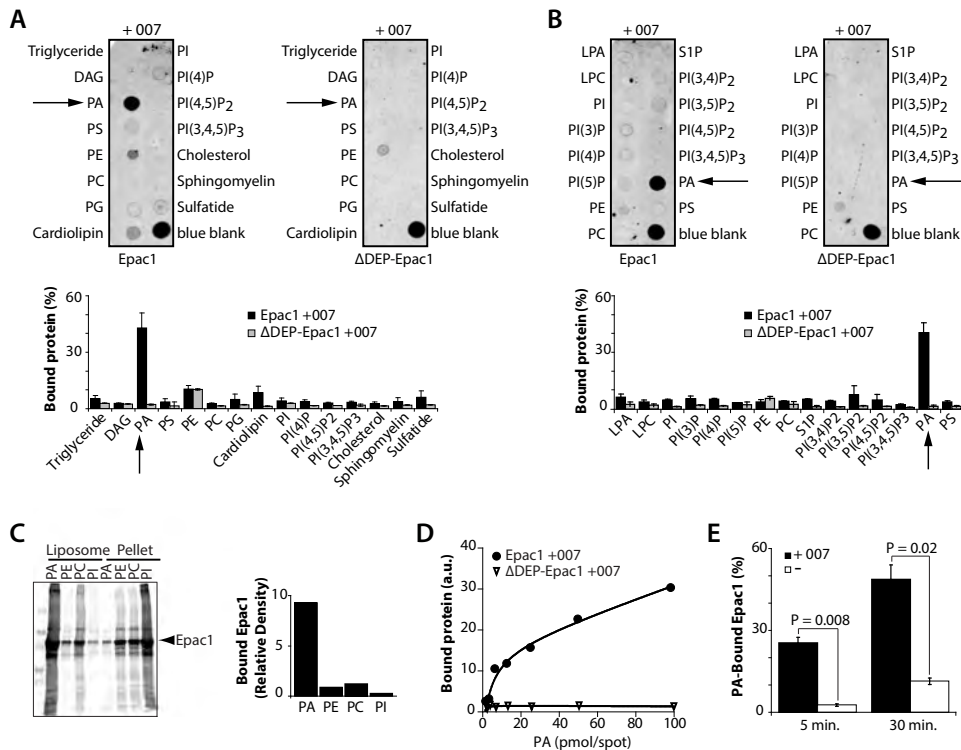 A
+ 007
Triglyceride PI
DAG PI(4)P
PA PI(4,5)P2
PS PI(3,4,5)P3
PE Cholesterol
PC Sphingomyelin
PG Sulfatide
Cardiolipin blue blank
Epac1
+ 007
Triglyceride PI
DAG PI(4)P
PA PI(4,5)P2
PS PI(3,4,5)P3
PE Cholesterol
PC Sphingomyelin
PG Sulfatide
Cardiolipin blue blank
ΔDEP-Epac1
Bound protein (%)
60
30
0
Epac1 +007
ΔDEP-Epac1 +007
Triglyceride DAG PA PS PE PC PG Cardiolipin PI PI(4)P PI(4,5)P2 PI(3,4,5)P3 Cholesterol Sphingomyelin Sulfatide
B
+ 007
LPA S1P
LPC PI(3,4)P2
PI PI(3,5)P2
PI(3)P PI(4,5)P2
PI(4)P PI(3,4,5)P3
PI(5)P PA
PE PS
PC blue blank
Epac1
+ 007
LPA S1P
LPC PI(3,4)P2
PI PI(3,5)P2
PI(3)P PI(4,5)P2
PI(4)P PI(3,4,5)P3
PI(5)P PA
PE PS
PC blue blank
ΔDEP-Epac1
Bound protein (%)
60
30
0
Epac1 +007
ΔDEP-Epac1 +007
LPA LPC PI PI(3)P PI(4)P PI(5)P PE PC S1P PI(3,4)P2 PI(3,5)P2 PI(4,5)P2 PI(3,4,5)P3 PA PS
C
Liposome Pellet
PA PE PC PI PA PE PC PI
Epac1
Bound Epac1
(Relative Density)
10
5
0
PA PE PC PI
D
Bound protein (a.u.)
40
30
20
10
0
Epac1 +007
ΔDEP-Epac1 +007
0 20 40 60 80 100
PA (pmol/spot)
E
PA-Bound Epac1 (%)
60
30
0
+ 007
–
P = 0.008
P = 0.02
5 min. 30 min.